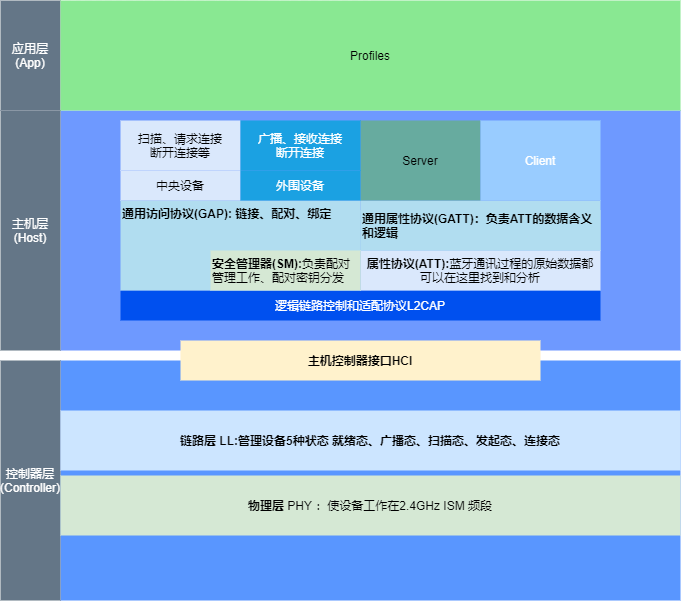 应用层
(App)
Profiles
主机层
(Host)
扫描、请求连接
断开连接等
中央设备
广播、接收连接
断开连接
外围设备
Server
Client
通用访问协议(GAP): 链接、配对、绑定
通用属性协议(GATT)：负责ATT的数据含义
和逻辑
安全管理器(SM):负责配对
管理工作、配对密钥分发
属性协议(ATT):蓝牙通讯过程的原始数据都
可以在这里找到和分析
逻辑链路控制和适配协议L2CAP
主机控制器接口HCI
控制器层
(Controller)
链路层 LL:管理设备5种状态 就绪态、广播态、扫描态、发起态、连接态
物理层 PHY ： 使设备工作在2.4GHz ISM 频段